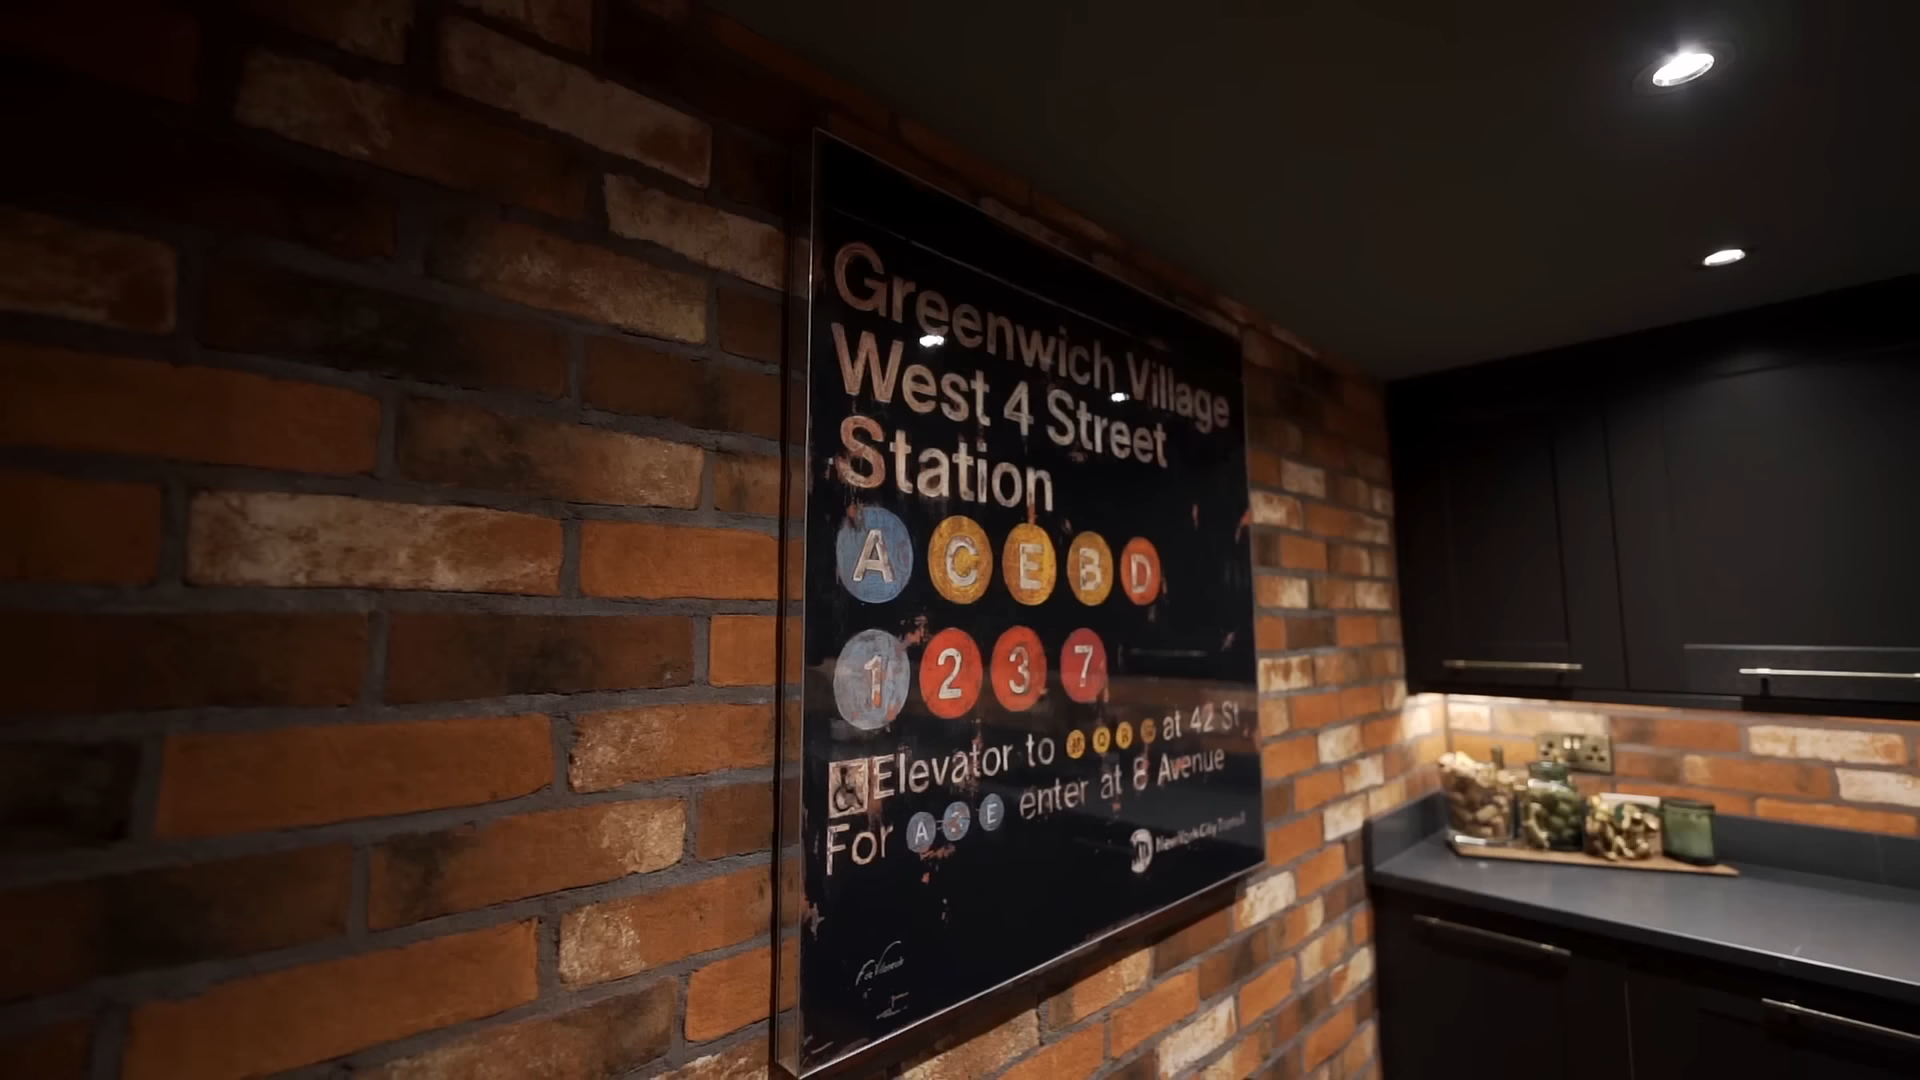 Greenwich Village
West 4 Street
Station
A C E B D
1 2 3 7
Elevator to N Q R at 42 St
For A C E enter at 8 Avenue
New York City Transit